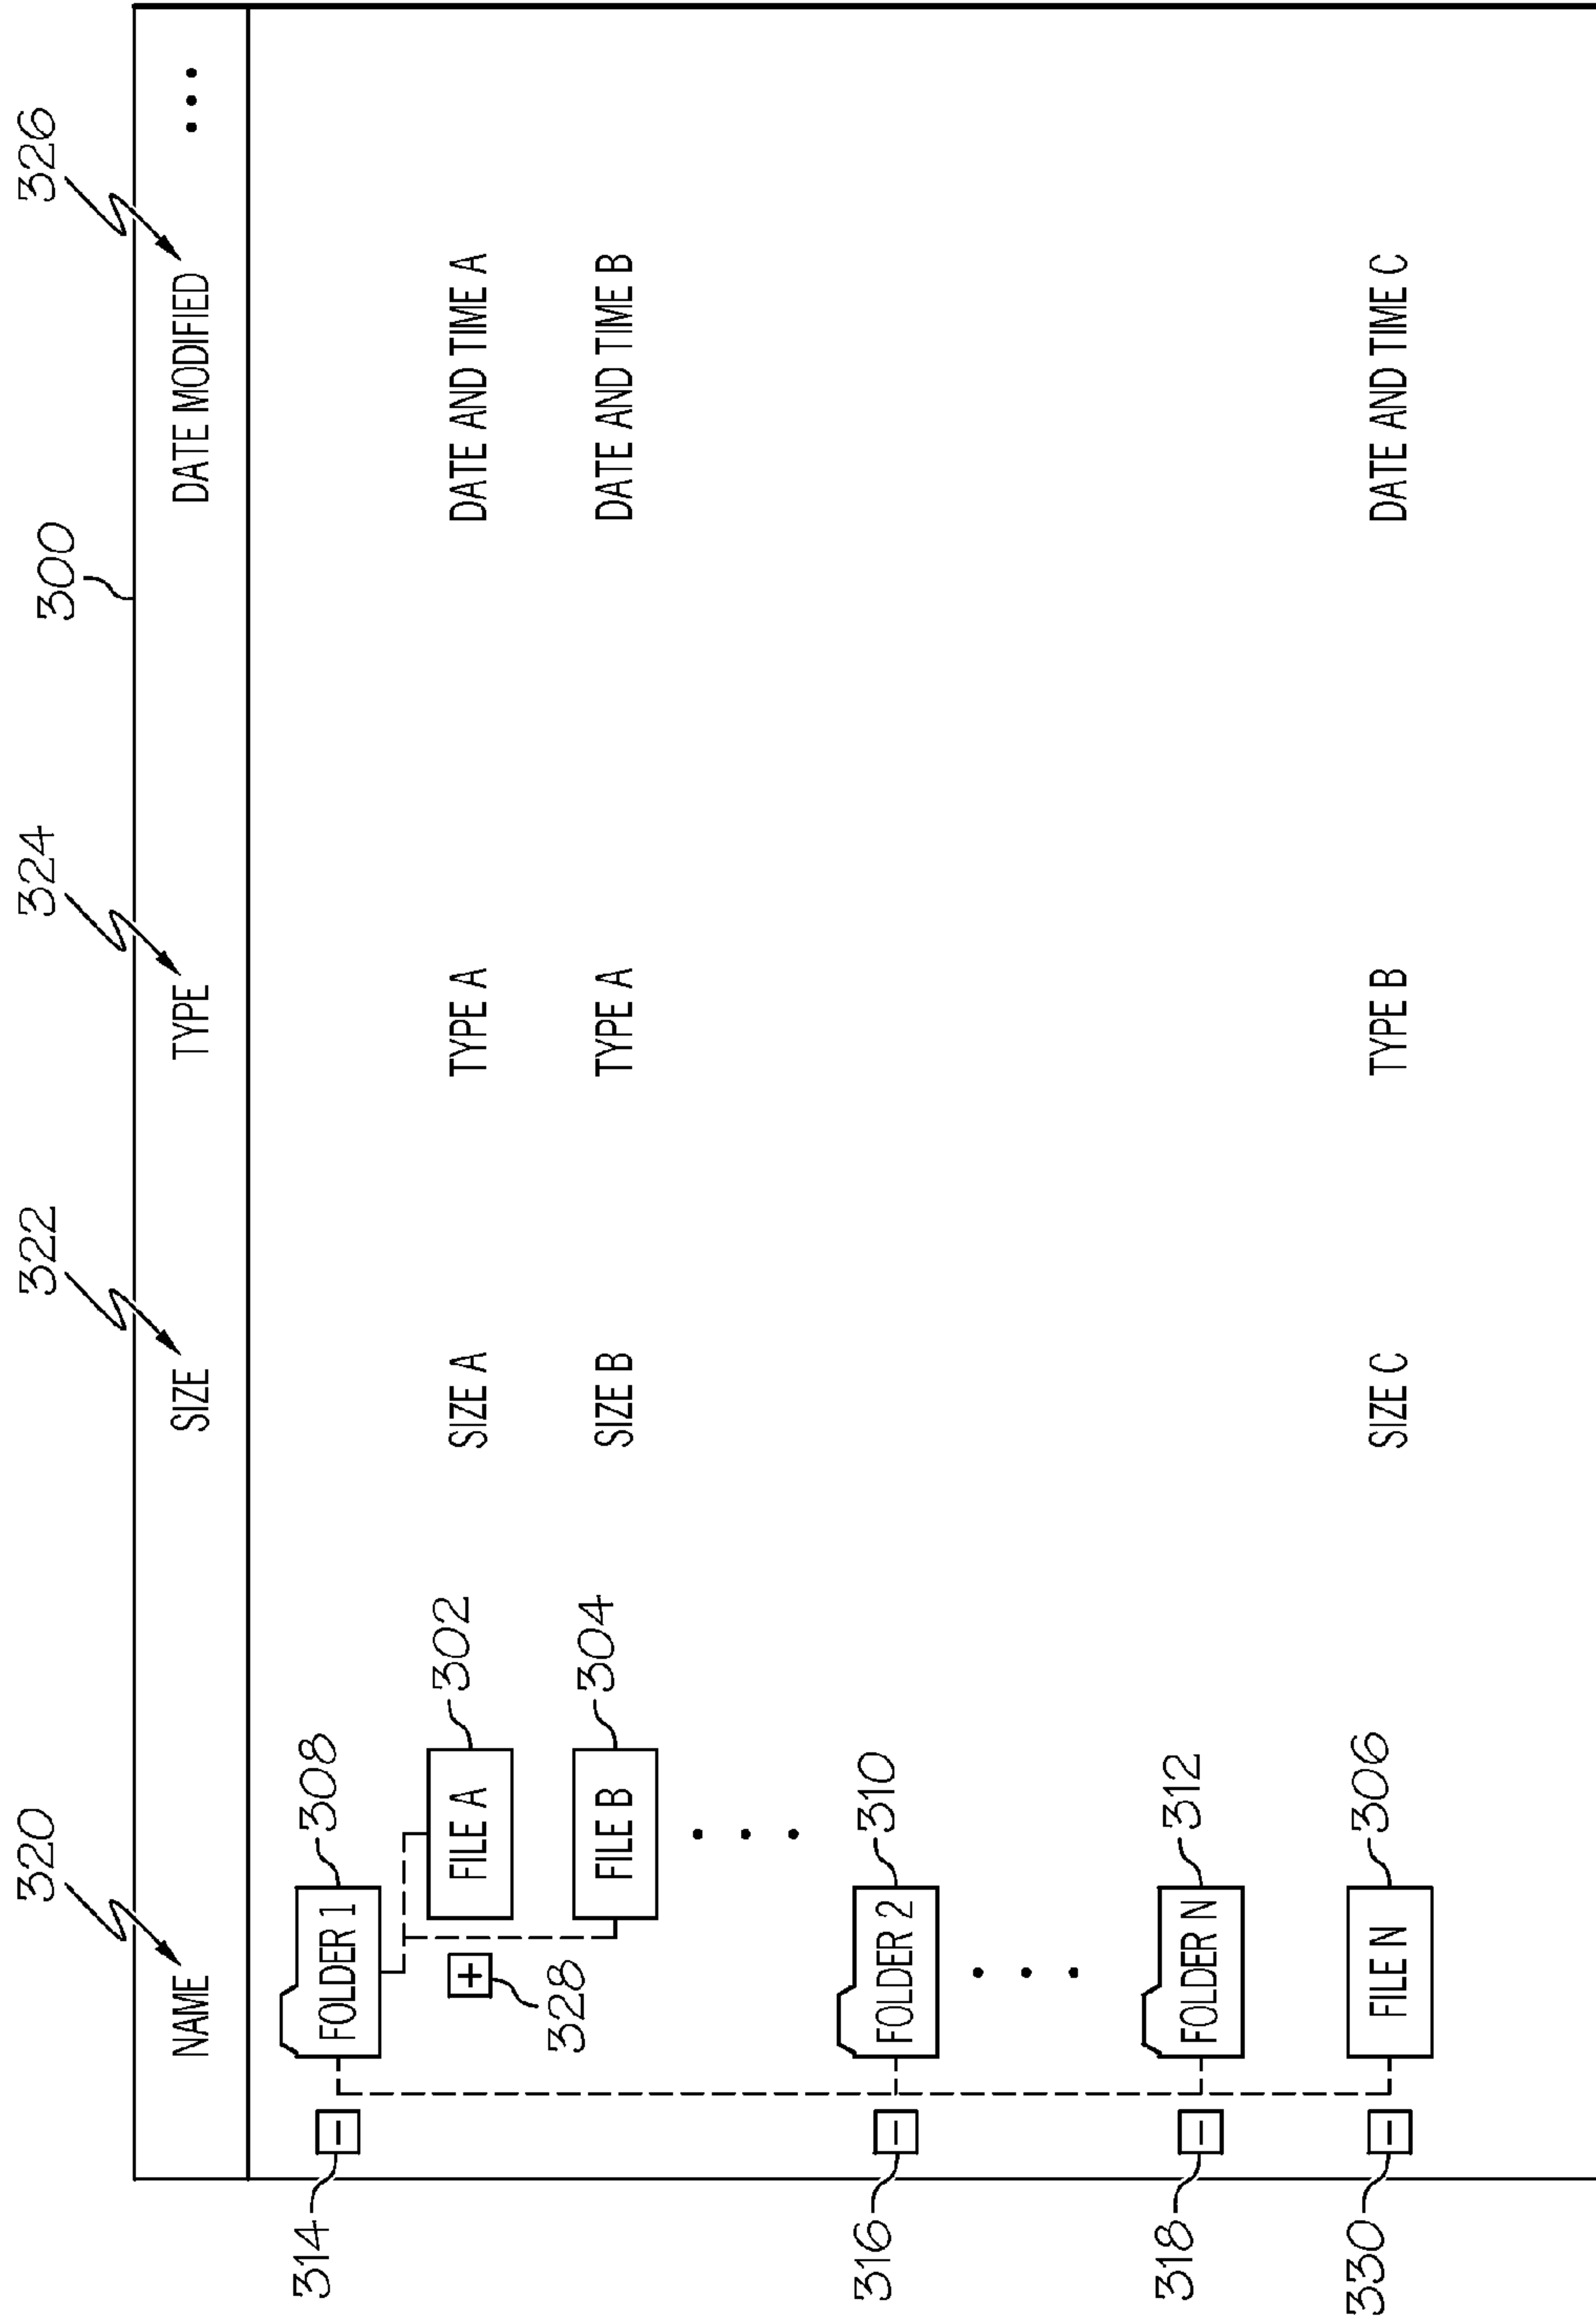 320 322 324 300 326
NAME SIZE TYPE DATE MODIFIED ...
314 − FOLDER 1 308
+ FILE A 302 SIZE A TYPE A DATE AND TIME A
328 FILE B 304 SIZE B TYPE A DATE AND TIME B
316 − FOLDER 2 310
318 − FOLDER N 312
330 − FILE N 306 SIZE C TYPE B DATE AND TIME C